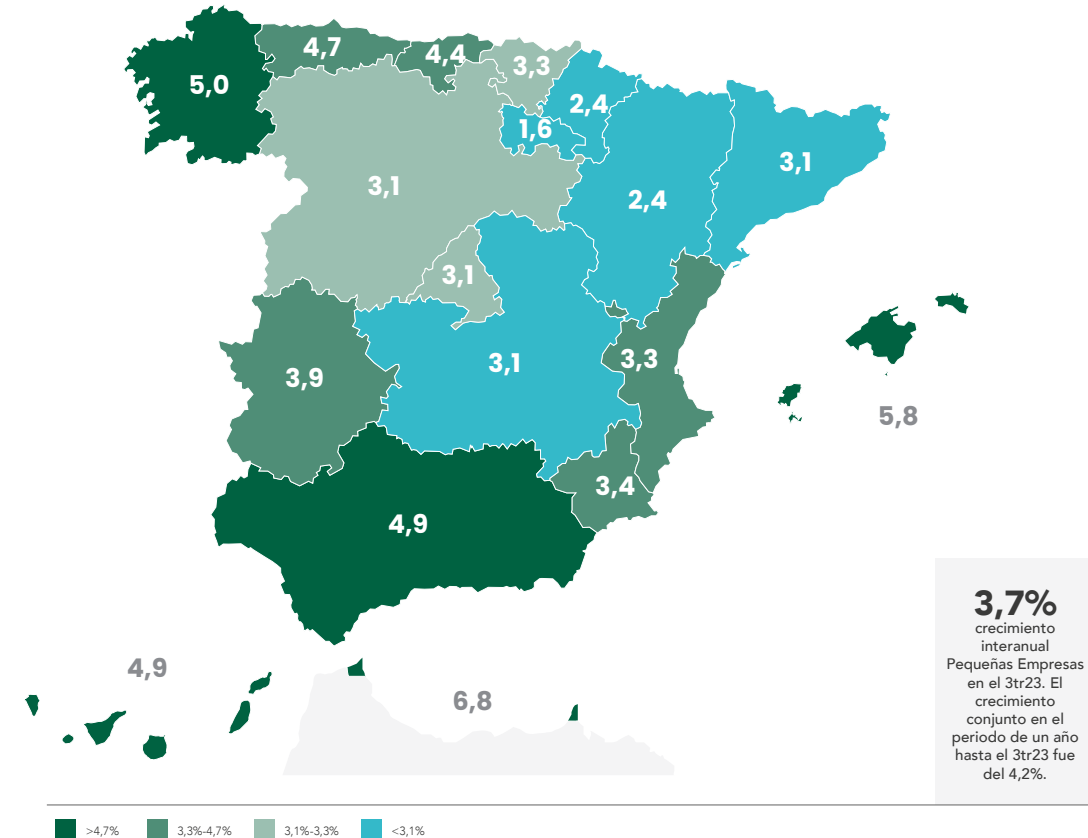 4,7
4,4
3,3
5,0
2,4
1,6
3,1
3,1
2,4
3,1
3,3
3,1
3,9
5,8
3,4
4,9
4,9
6,8
3,7%
crecimiento
interanual
Pequeñas Empresas
en el 3tr23. El
crecimiento
conjunto en el
periodo de un año
hasta el 3tr23 fue
del 4,2%.
>4,7%
3,3%-4,7%
3,1%-3,3%
<3,1%